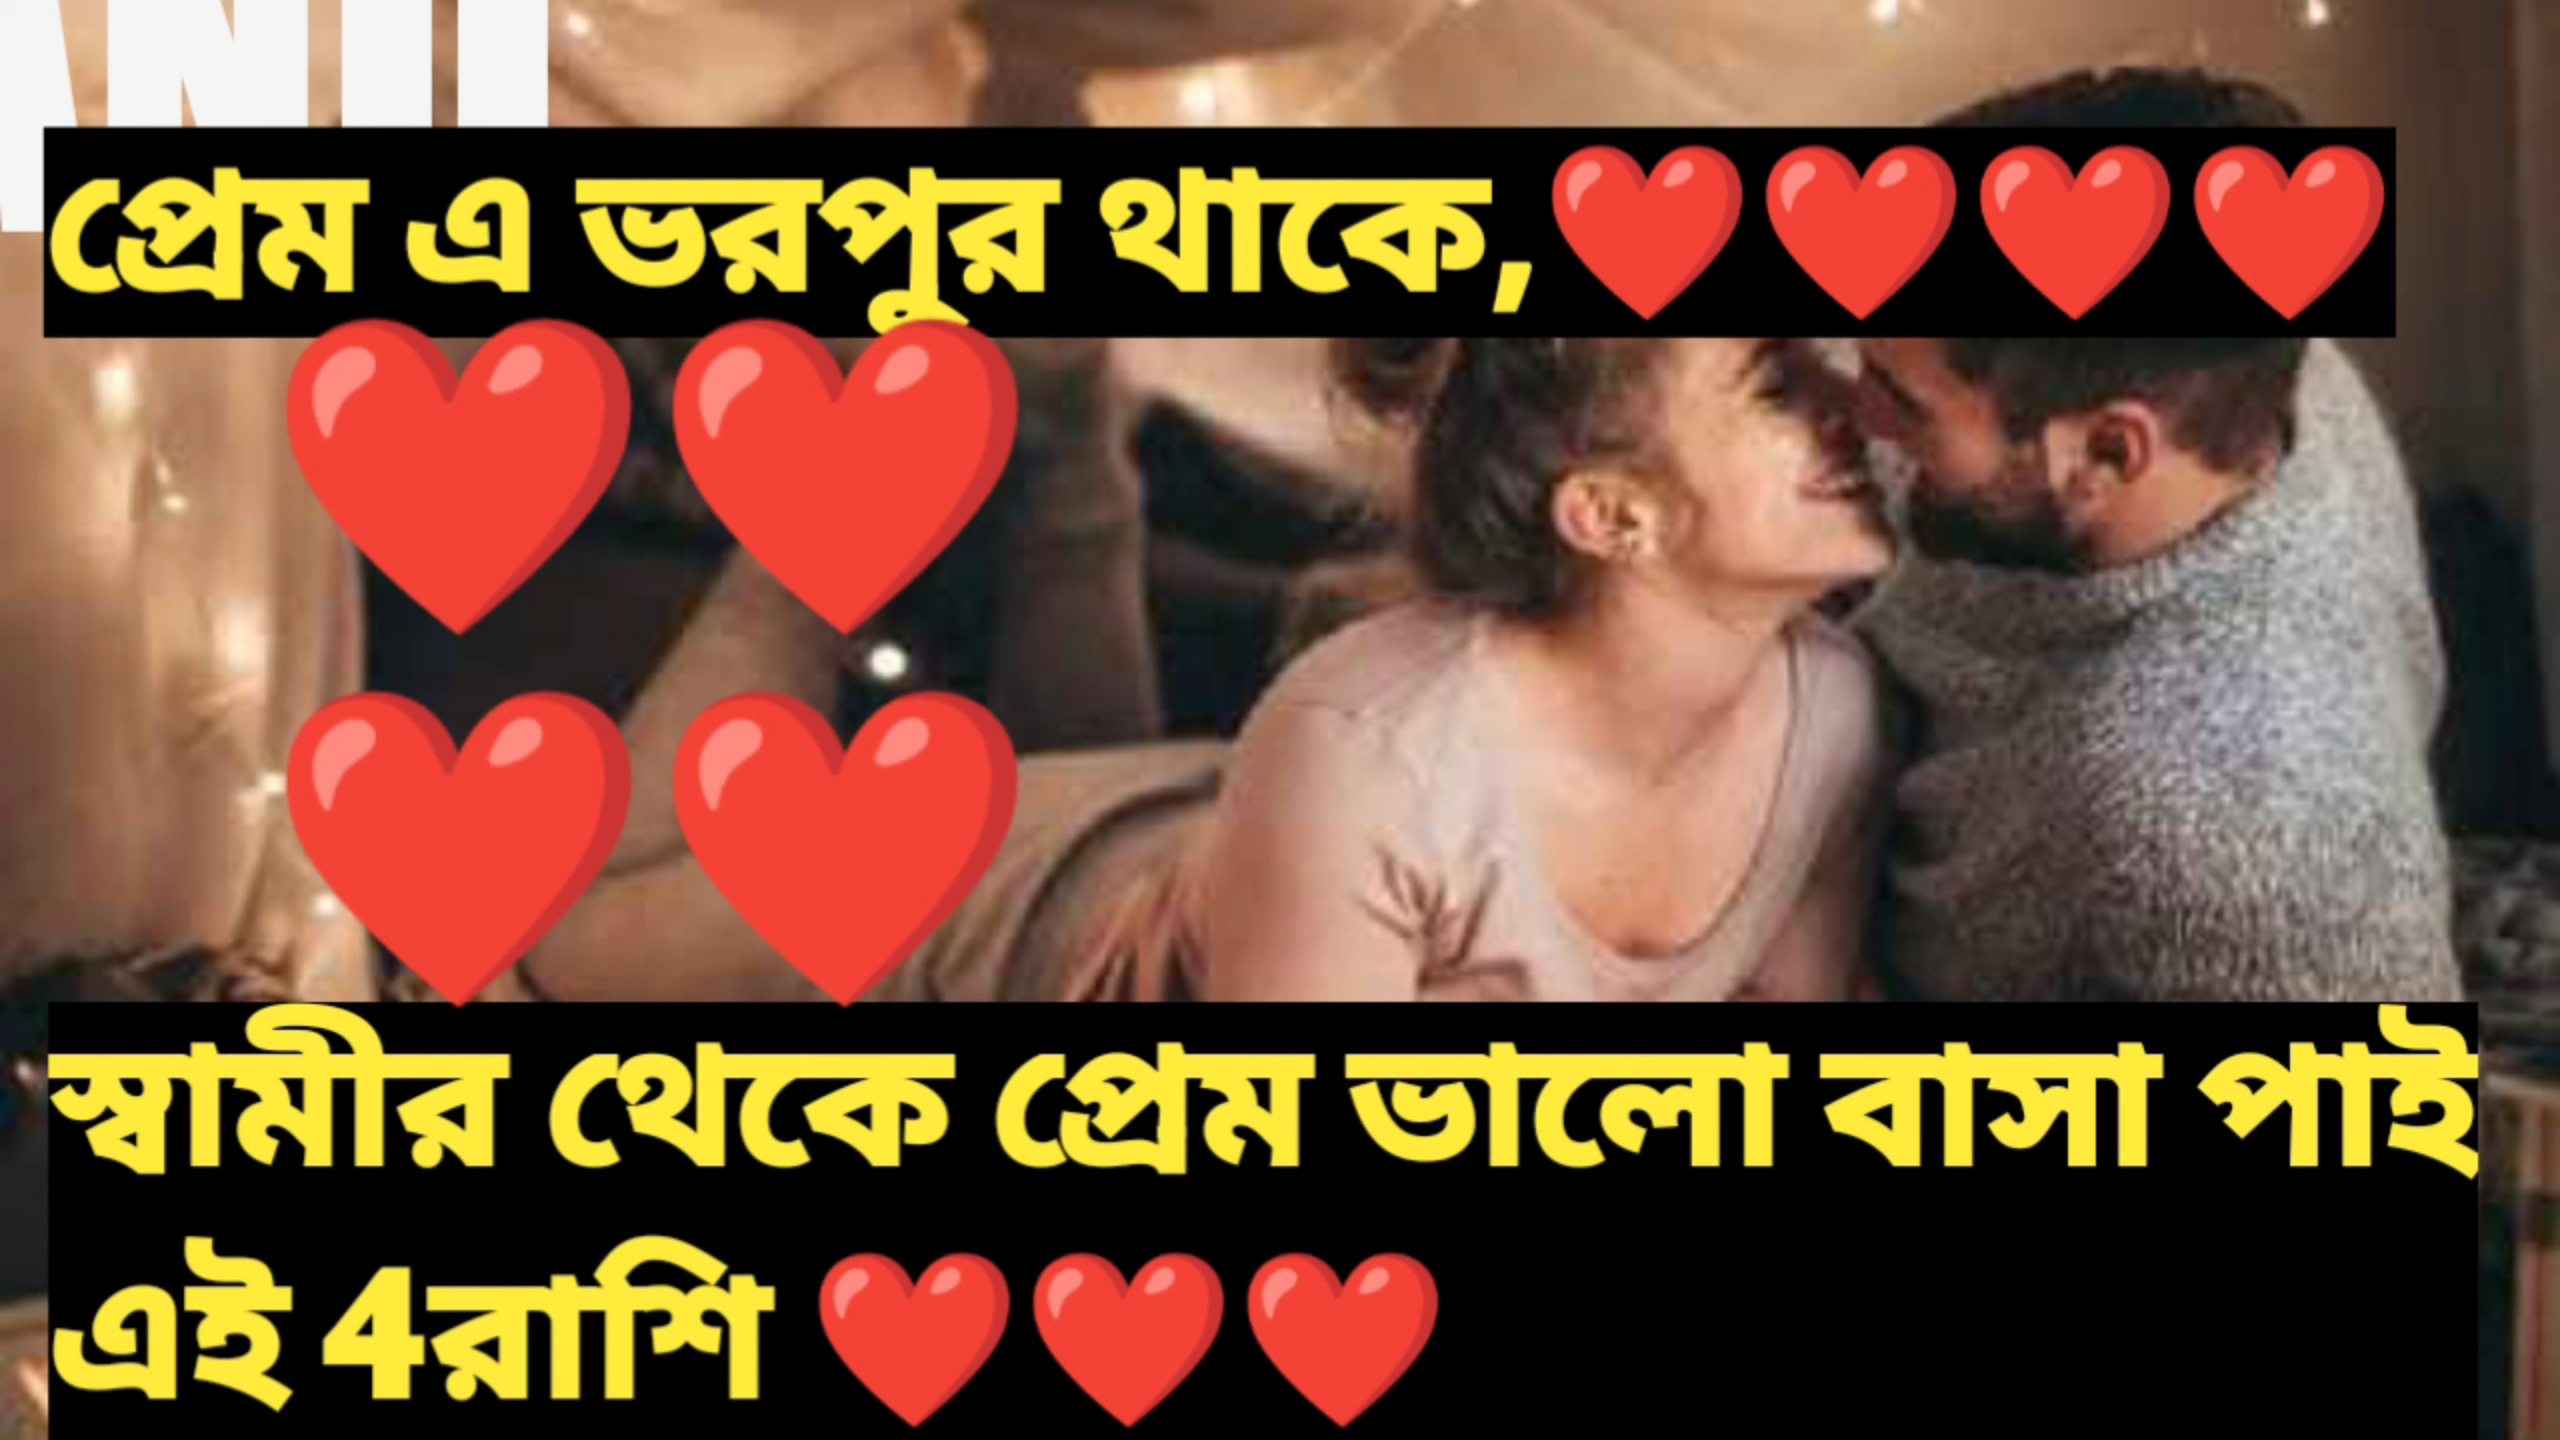 প্রেম এ ভরপুর থাকে,❤️❤️❤️❤️
❤️❤️
❤️❤️
স্বামীর থেকে প্রেম ভালো বাসা পাই
এই 4রাশি ❤️❤️❤️